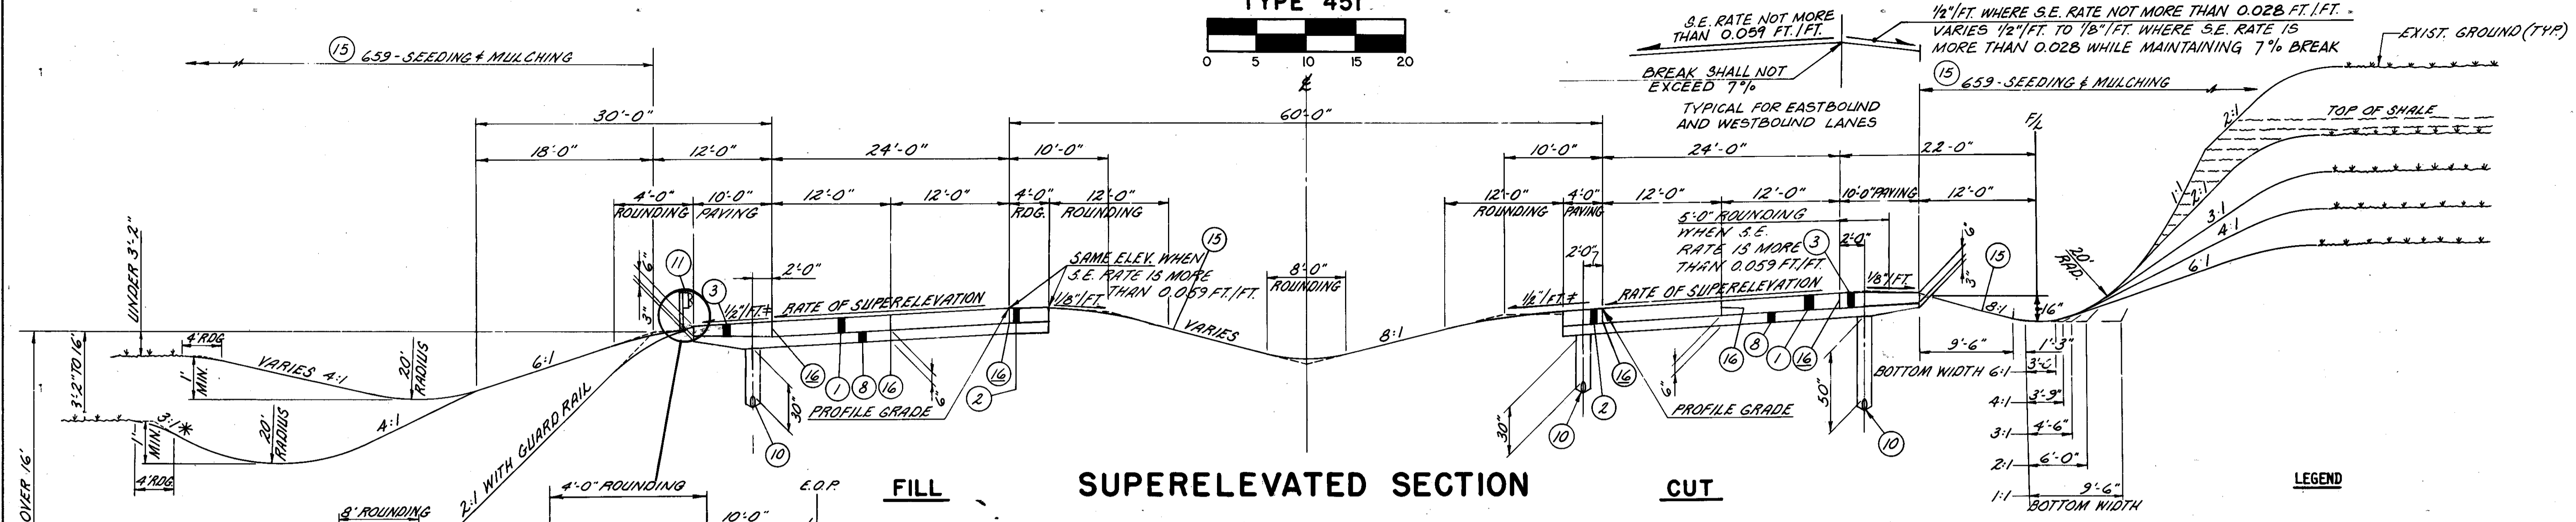 TYPE 451
0 5 10 15 20
℄
S.E. RATE NOT MORE
THAN 0.059 FT./FT.
BREAK SHALL NOT
EXCEED 7%
1/2"/FT. WHERE S.E. RATE NOT MORE THAN 0.028 FT./FT.
VARIES 1/2"/FT. TO 1/8"/FT. WHERE S.E. RATE IS
MORE THAN 0.028 WHILE MAINTAINING 7% BREAK
TYPICAL FOR EASTBOUND
AND WESTBOUND LANES
EXIST. GROUND (TYP.)
15 659-SEEDING & MULCHING
15 659-SEEDING & MULCHING
TOP OF SHALE
30'-0"
60'-0"
F/L
18'-0" 12'-0" 24'-0" 10'-0"
10'-0" 24'-0" 22'-0"
4'-0" 10'-0" 12'-0" 12'-0" 4'-0" 12'-0"
ROUNDING PAVING RDG. ROUNDING
12'-0" 4'-0" 12'-0" 12'-0" 10'-0" PAVING 12'-0"
ROUNDING PAVING
5'-0" ROUNDING
WHEN S.E.
RATE IS MORE
THAN 0.059 FT/FT.
2'-0"
2'-0"
2'-0"
3
1/8"/FT.
6"
3"
15
2:1
1:1
2:1
3:1
4:1
6:1
20'
RAD.
UNDER 3'-2"
3'-2" TO 16'
OVER 16'
6"
3"
11
3
1/2"/FT.‡
RATE OF SUPERELEVATION
SAME ELEV. WHEN
S.E. RATE IS MORE
THAN 0.059 FT./FT.
15
1/8"/FT.
8'-0"
ROUNDING
VARIES
8:1
1/2"/FT.‡
RATE OF SUPERELEVATION
8:1
16"
4' RDG
VARIES 4:1
1'
MIN.
20'
RADIUS
6:1
3:1*
1'
MIN.
20'
RADIUS
4:1
4' RDG
2:1 WITH GUARD RAIL
16 1 8 16 6" 16 2
PROFILE GRADE
30"
10
30"
10
16
2
PROFILE GRADE
6"
16 8 1 16
50"
10
9'-6" 1'-3"
BOTTOM WIDTH 6:1 3'-6"
4:1 3'-9"
3:1 4'-6"
2:1 6'-0"
1:1 9'-6"
BOTTOM WIDTH
8' ROUNDING
4'-0" ROUNDING
10'-0"
E.O.P.
FILL
SUPERELEVATED SECTION
CUT
LEGEND